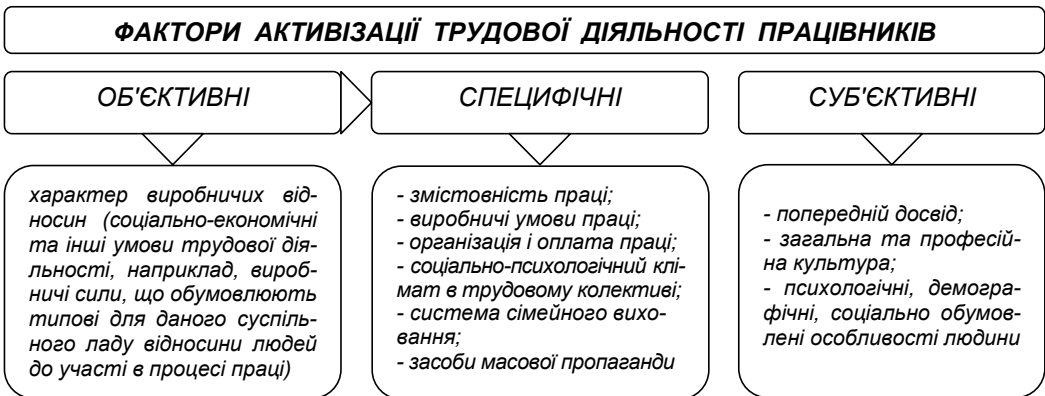 ФАКТОРИ АКТИВІЗАЦІЇ ТРУДОВОЇ ДІЯЛЬНОСТІ ПРАЦІВНИКІВ
ОБ'ЄКТИВНІ
характер виробничих від-
носин (соціально-економічні
та інші умови трудової дія-
льності, наприклад, вироб-
ничі сили, що обумовлюють
типові для даного суспіль-
ного ладу відносини людей
до участі в процесі праці)
СПЕЦИФІЧНІ
- змістовність праці;
- виробничі умови праці;
- організація і оплата праці;
- соціально-психологічний клі-
мат в трудовому колективі;
- система сімейного вихо-
вання;
- засоби масової пропаганди
СУБ'ЄКТИВНІ
- попередній досвід;
- загальна та професій-
на культура;
- психологічні, демогра-
фічні, соціально обумов-
лені особливості людини